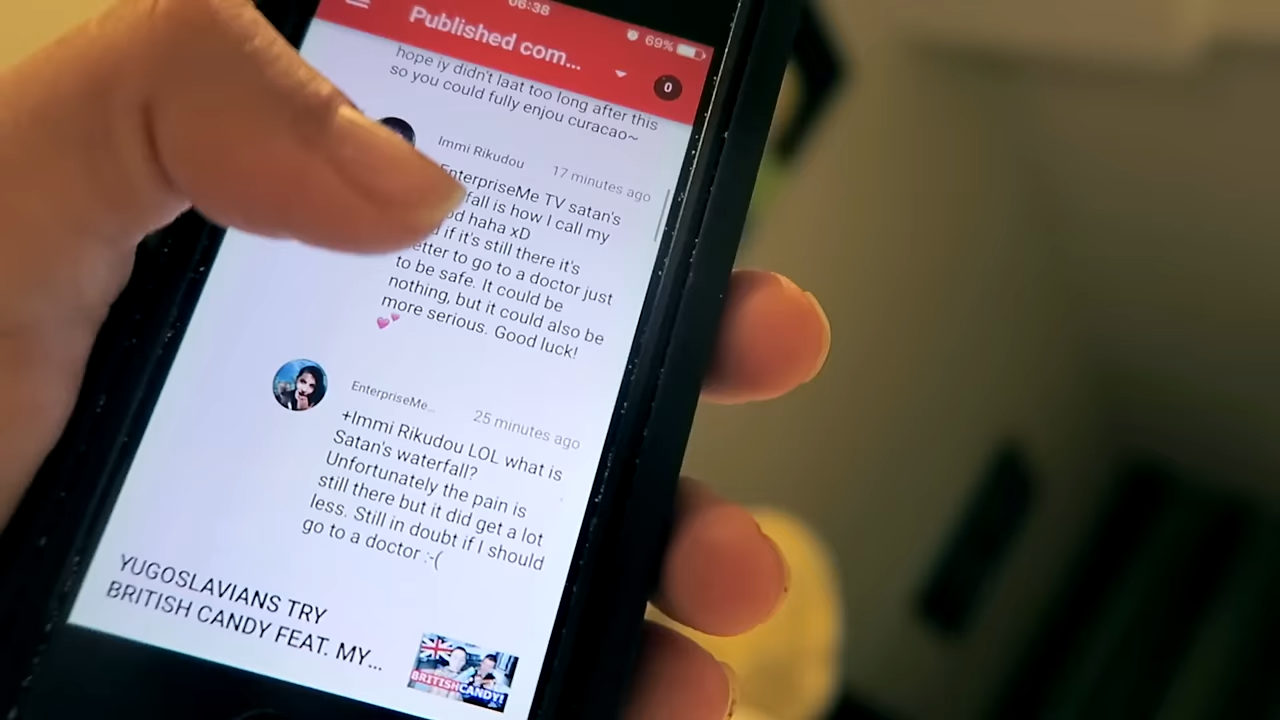 06:38
69%
Published com...
0
hope iy didn't laat too long after this
so you could fully enjou curacao~
Immi Rikudou 17 minutes ago
EnterpriseMe TV satan's
fall is how I call my
haha xD
if it's still there it's
to go to a doctor just
to be safe. It could be
nothing, but it could also be
more serious. Good luck!
💕
EnterpriseMe... 25 minutes ago
+Immi Rikudou LOL what is
Satan's waterfall?
Unfortunately the pain is
still there but it did get a lot
less. Still in doubt if I should
go to a doctor :-(
YUGOSLAVIANS TRY
BRITISH CANDY FEAT. MY...
BRITISHCANDY!